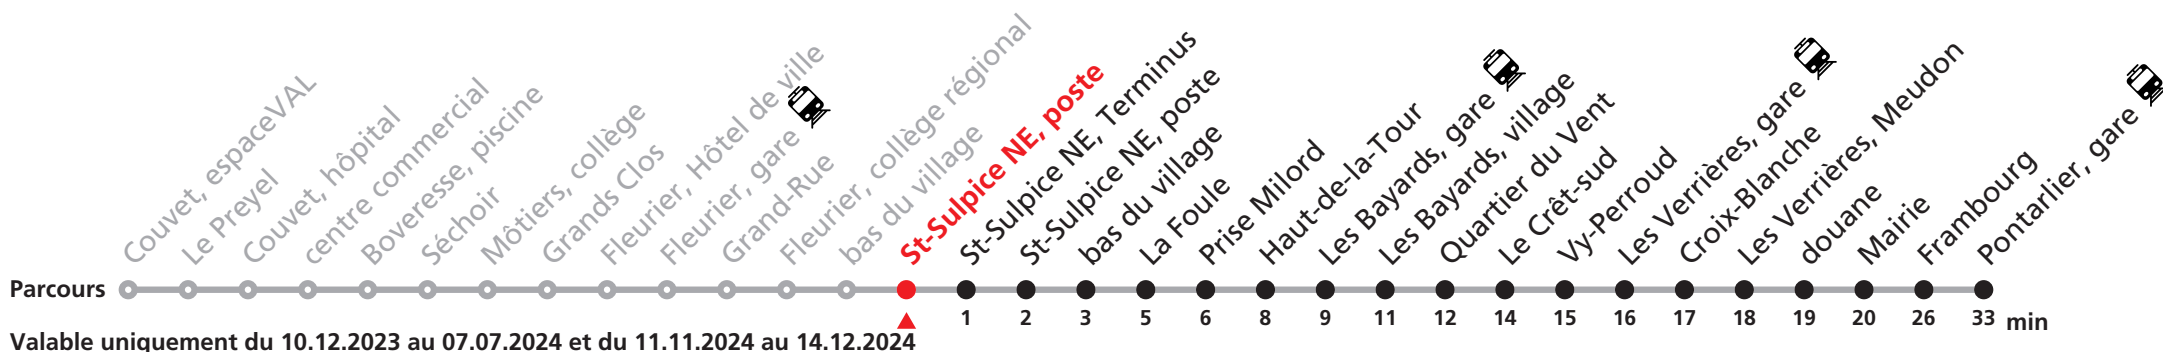 Couvet, espaceVAL
Le Preyel
Couvet, hôpital
centre commercial
Boveresse, piscine
Séchoir
Môtiers, collège
Grands Clos
Fleurier, Hôtel de ville
Fleurier, gare
Grand-Rue
Fleurier, collège régional
bas du village
St-Sulpice NE, poste
St-Sulpice NE, Terminus
St-Sulpice NE, poste
bas du village
La Foule
Prise Milord
Haut-de-la-Tour
Les Bayards, gare
Les Bayards, village
Quartier du Vent
Le Crêt-sud
Vy-Perroud
Les Verrières, gare
Croix-Blanche
Les Verrières, Meudon
douane
Mairie
Frambourg
Pontarlier, gare
Parcours
1 2 3 5 6 8 9 11 12 14 15 16 17 18 19 20 26 33 min
Valable uniquement du 10.12.2023 au 07.07.2024 et du 11.11.2024 au 14.12.2024